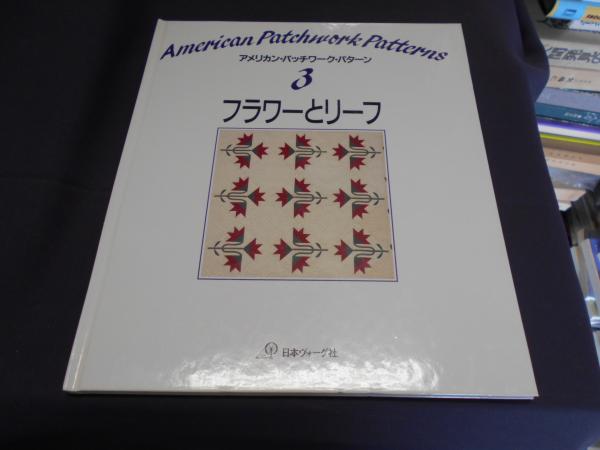 American Patchwork Patterns
アメリカン・パッチワーク・パターン
3
フラワーとリーフ
日本ヴォーグ社